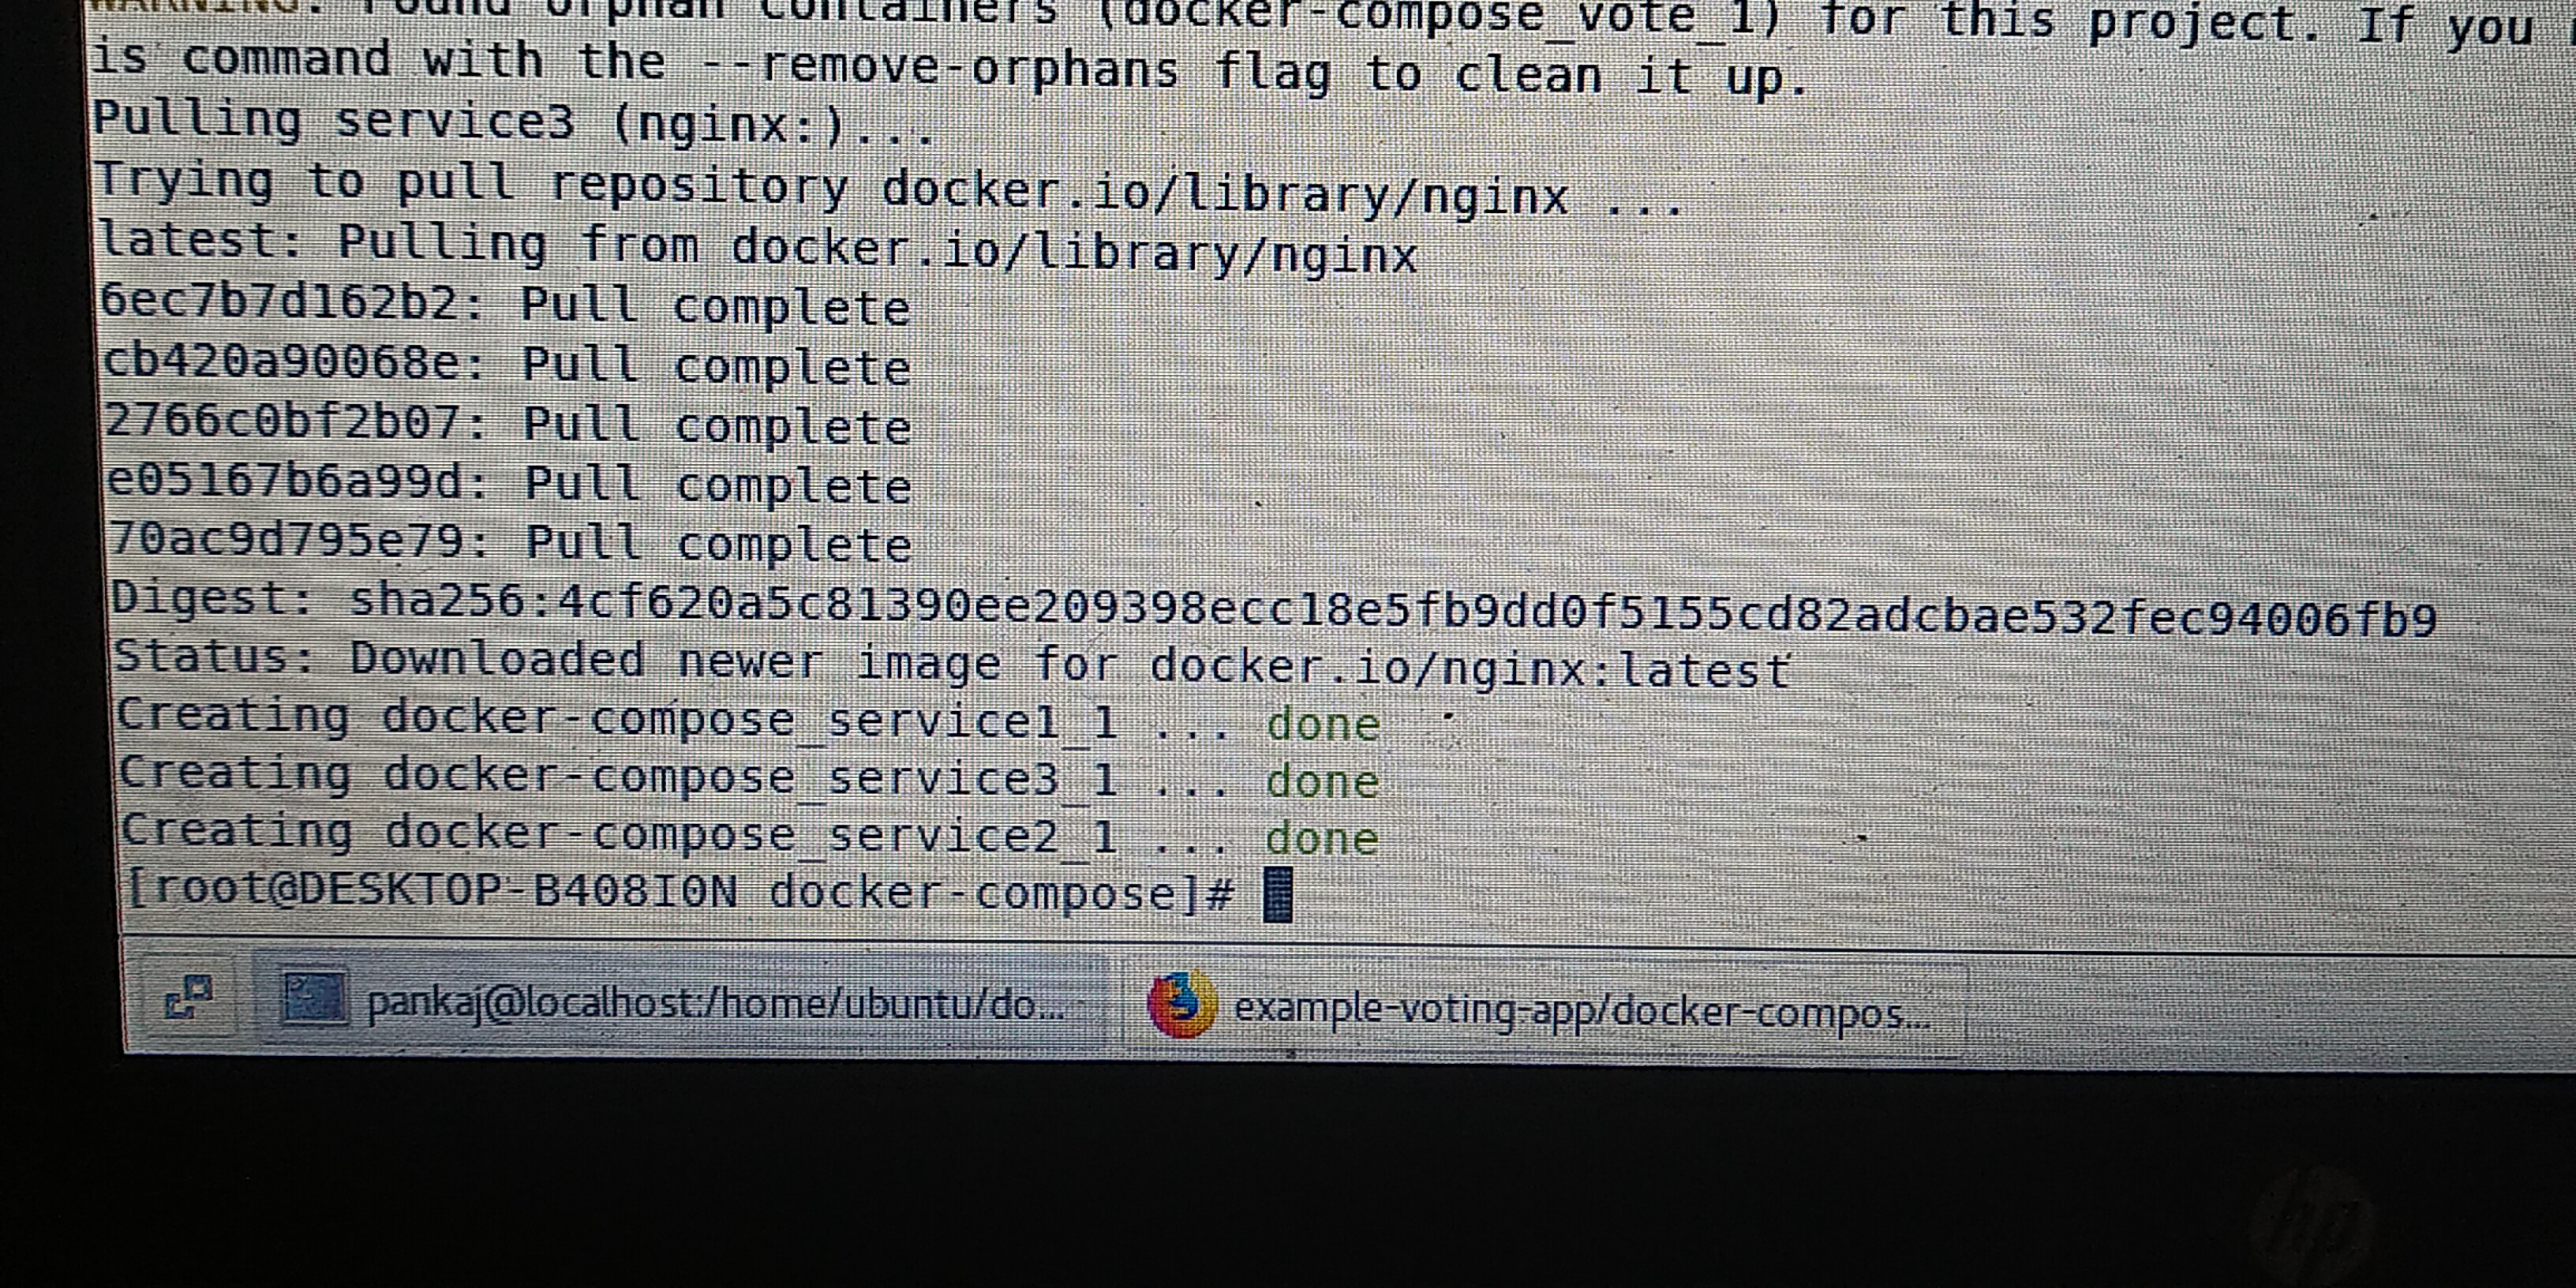 WARNING: Found orphan containers (docker-compose_vote_1) for this project. If you
is command with the --remove-orphans flag to clean it up.
Pulling service3 (nginx:)...
Trying to pull repository docker.io/library/nginx ...
latest: Pulling from docker.io/library/nginx
6ec7b7d162b2: Pull complete
cb420a90068e: Pull complete
2766c0bf2b07: Pull complete
e05167b6a99d: Pull complete
70ac9d795e79: Pull complete
Digest: sha256:4cf620a5c81390ee209398ecc18e5fb9dd0f5155cd82adcbae532fec94006fb9
Status: Downloaded newer image for docker.io/nginx:latest
Creating docker-compose_service1_1 ... done
Creating docker-compose_service3_1 ... done
Creating docker-compose_service2_1 ... done
[root@DESKTOP-B408I0N docker-compose]#
pankaj@localhost:/home/ubuntu/do...
example-voting-app/docker-compos...
hp